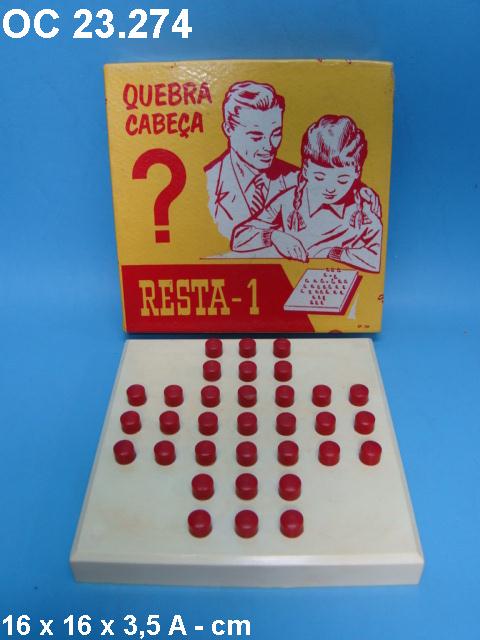 OC 23.274
QUEBRA
CABEÇA
?
RESTA-1
16 x 16 x 3,5 A - cm